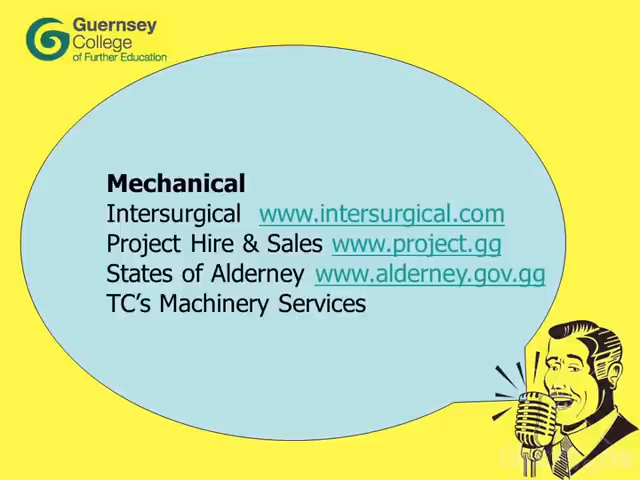 Guernsey
College
of Further Education
Mechanical
Intersurgical www.intersurgical.com
Project Hire & Sales www.project.gg
States of Alderney www.alderney.gov.gg
TC's Machinery Services